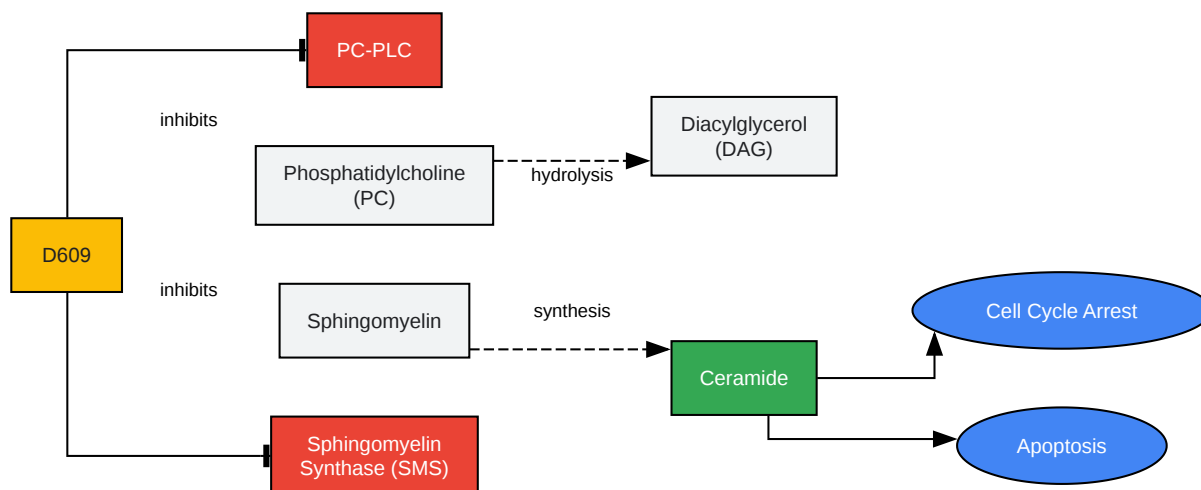 PC-PLC
inhibits
Diacylglycerol
(DAG)
Phosphatidylcholine
(PC)
hydrolysis
D609
inhibits
Sphingomyelin
synthesis
Cell Cycle Arrest
Ceramide
Sphingomyelin
Synthase (SMS)
Apoptosis